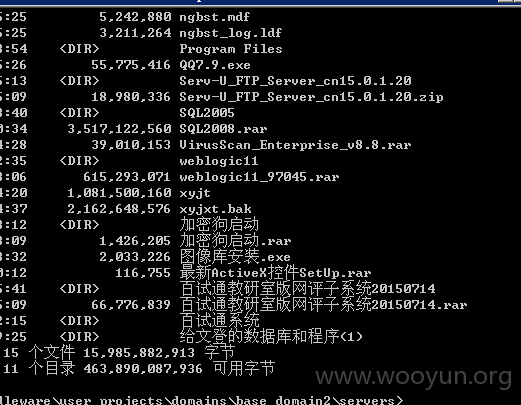 5:25 5,242,880 ngbst.mdf
5:25 3,211,264 ngbst_log.ldf
3:54 <DIR> Program Files
5:26 55,775,416 QQ7.9.exe
5:13 <DIR> Serv-U_FTP_Server_cn15.0.1.20
5:09 18,980,336 Serv-U_FTP_Server_cn15.0.1.20.zip
3:40 <DIR> SQL2005
0:34 3,517,122,560 SQL2008.rar
4:28 39,010,153 VirusScan_Enterprise_v8.8.rar
2:35 <DIR> weblogic11
3:06 615,293,071 weblogic11_97045.rar
4:20 1,081,500,160 xyjt
4:37 2,162,648,576 xyjxt.bak
3:12 <DIR> 加密狗启动
3:09 1,426,205 加密狗启动.rar
3:32 2,033,226 图像库安装.exe
0:12 116,755 最新ActiveX控件SetUp.rar
5:41 <DIR> 百试通教研室版网评子系统20150714
5:09 66,776,839 百试通教研室版网评子系统20150714.rar
2:15 <DIR> 百试通系统
9:25 <DIR> 给文登的数据库和程序(1)
15 个文件 15,985,882,913 字节
11 个目录 463,890,087,936 可用字节
www.wooyun.org
dleware\user_projects\domains\base_domain2\servers>